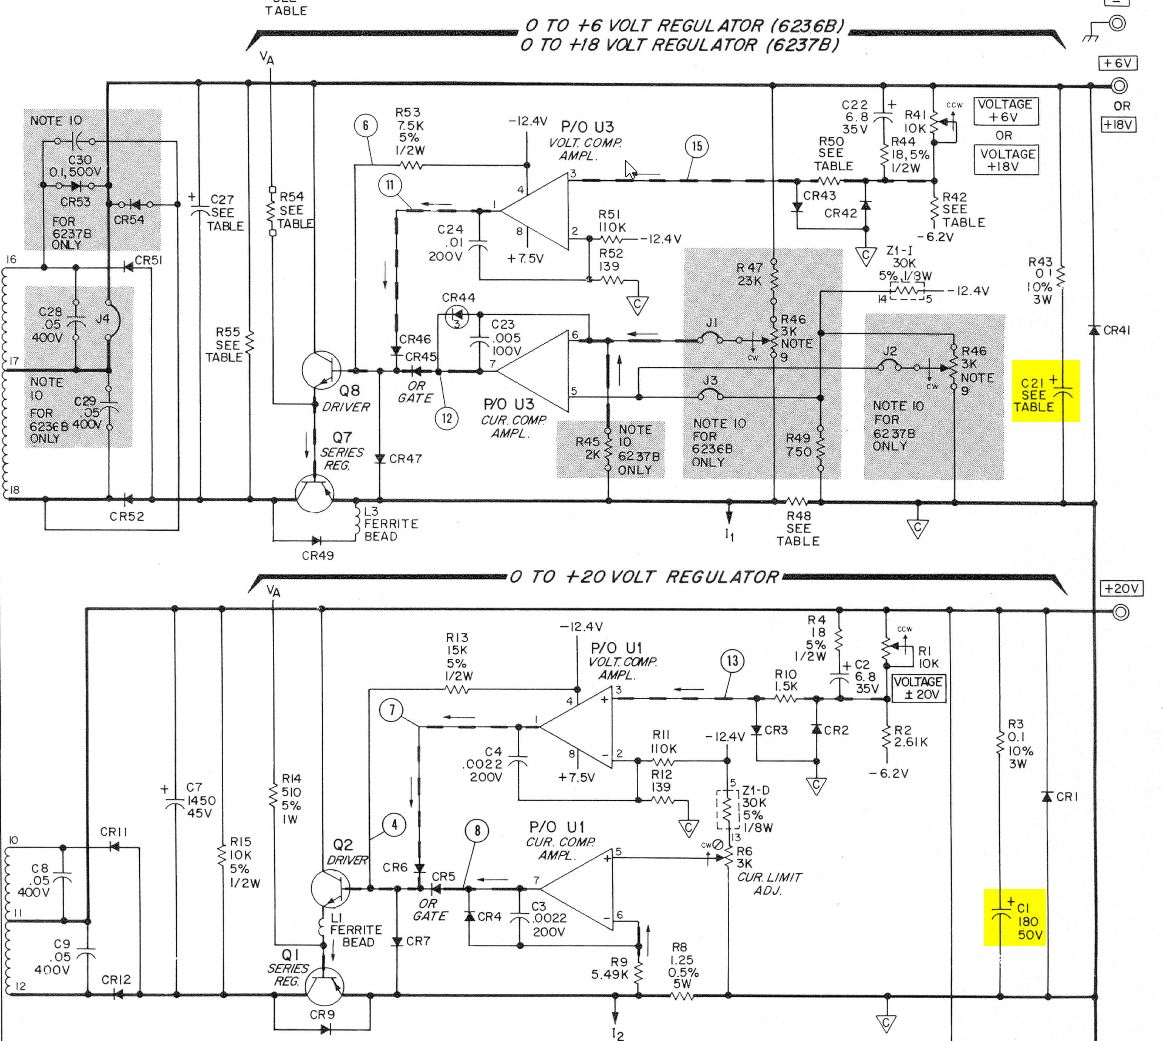 SEE
TABLE
0 TO +6 VOLT REGULATOR (6236B)
0 TO +18 VOLT REGULATOR (6237B)
VA
+6V
OR
+18V
NOTE 10
C30
0.1,500V
CR53
CR54
FOR
6237B
ONLY
C27
SEE
TABLE
R54
SEE
TABLE
6
R53
7.5K
5%
1/2W
-12.4V
P/O U3
VOLT. COMP.
AMPL.
15
C22
6.8
35V
R41
10K
CCW
VOLTAGE
+6V
OR
VOLTAGE
+18V
R50
SEE
TABLE
R44
18,5%
1/2W
11
4
3
1
8
2
+7.5V
C24
.01
200V
R51
110K
-12.4V
R52
139
C
CR43
CR42
C
R42
SEE
TABLE
-6.2V
16
CR51
C28
.05
400V
J4
R55
SEE
TABLE
17
NOTE
10
FOR
6236B
ONLY
C29
.05
400V
CR44
3
C23
.005
100V
CR46
CR45
OR
GATE
12
6
7
5
P/O U3
CUR. COMP.
AMPL.
Q8
DRIVER
R47
23K
J1
R46
3K
NOTE
9
CW
J3
Z1-I
30K
5%,1/8W
14
5
-12.4V
J2
R46
3K
NOTE
9
CW
R43
0.1
10%
3W
CR41
C21
SEE
TABLE
Q7
SERIES
REG.
CR47
R45
2K
NOTE
10
6237B
ONLY
NOTE 10
FOR
6236B
ONLY
R49
750
NOTE 10
FOR
6237B
ONLY
18
CR52
L3
FERRITE
BEAD
CR49
I1
R48
SEE
TABLE
C
0 TO +20 VOLT REGULATOR
VA
+20V
R13
15K
5%
1/2W
-12.4V
P/O U1
VOLT. COMP.
AMPL.
13
R4
18
5%
1/2W
C2
6.8
35V
CCW
R1
10K
VOLTAGE
± 20V
R10
1.5K
7
4
3
1
8
2
+7.5V
C4
.0022
200V
R11
110K
-12.4V
R12
139
C
CR3
CR2
C
R2
2.61K
-6.2V
R3
0.1
10%
3W
CR1
C7
1450
45V
R14
510
5%
1W
R15
10K
5%
1/2W
10
CR11
C8
.05
400V
11
C9
.05
400V
12
CR12
4
8
Q2
DRIVER
CR6
CR5
OR
GATE
CR4
CR7
C3
.0022
200V
P/O U1
CUR. COMP.
AMPL.
5
7
6
5
Z1-D
30K
5%
1/8W
13
CW
R6
3K
CUR. LIMIT
ADJ.
C1
180
50V
L1
FERRITE
BEAD
Q1
SERIES
REG.
CR9
R9
5.49K
R8
1.25
0.5%
5W
I2
C